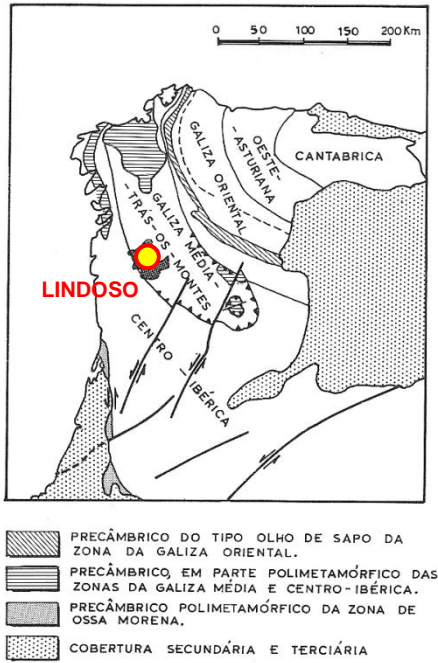 0 50 100 150 200 Km
OESTE-
ASTURIANA
CANTABRICA
GALIZA ORIENTAL
GALIZA MÉDIA-
-TRÁS-OS-MONTES
LINDOSO
CENTRO - IBÉRICA
PRECÂMBRICO DO TIPO OLHO DE SAPO DA
ZONA DA GALIZA ORIENTAL.
PRECÂMBRICO, EM PARTE POLIMETAMÓRFICO DAS
ZONAS DA GALIZA MÉDIA E CENTRO-IBÉRICA.
PRECÂMBRICO POLIMETAMÓRFICO DA ZONA DE
OSSA MORENA.
COBERTURA SECUNDÁRIA E TERCIÁRIA